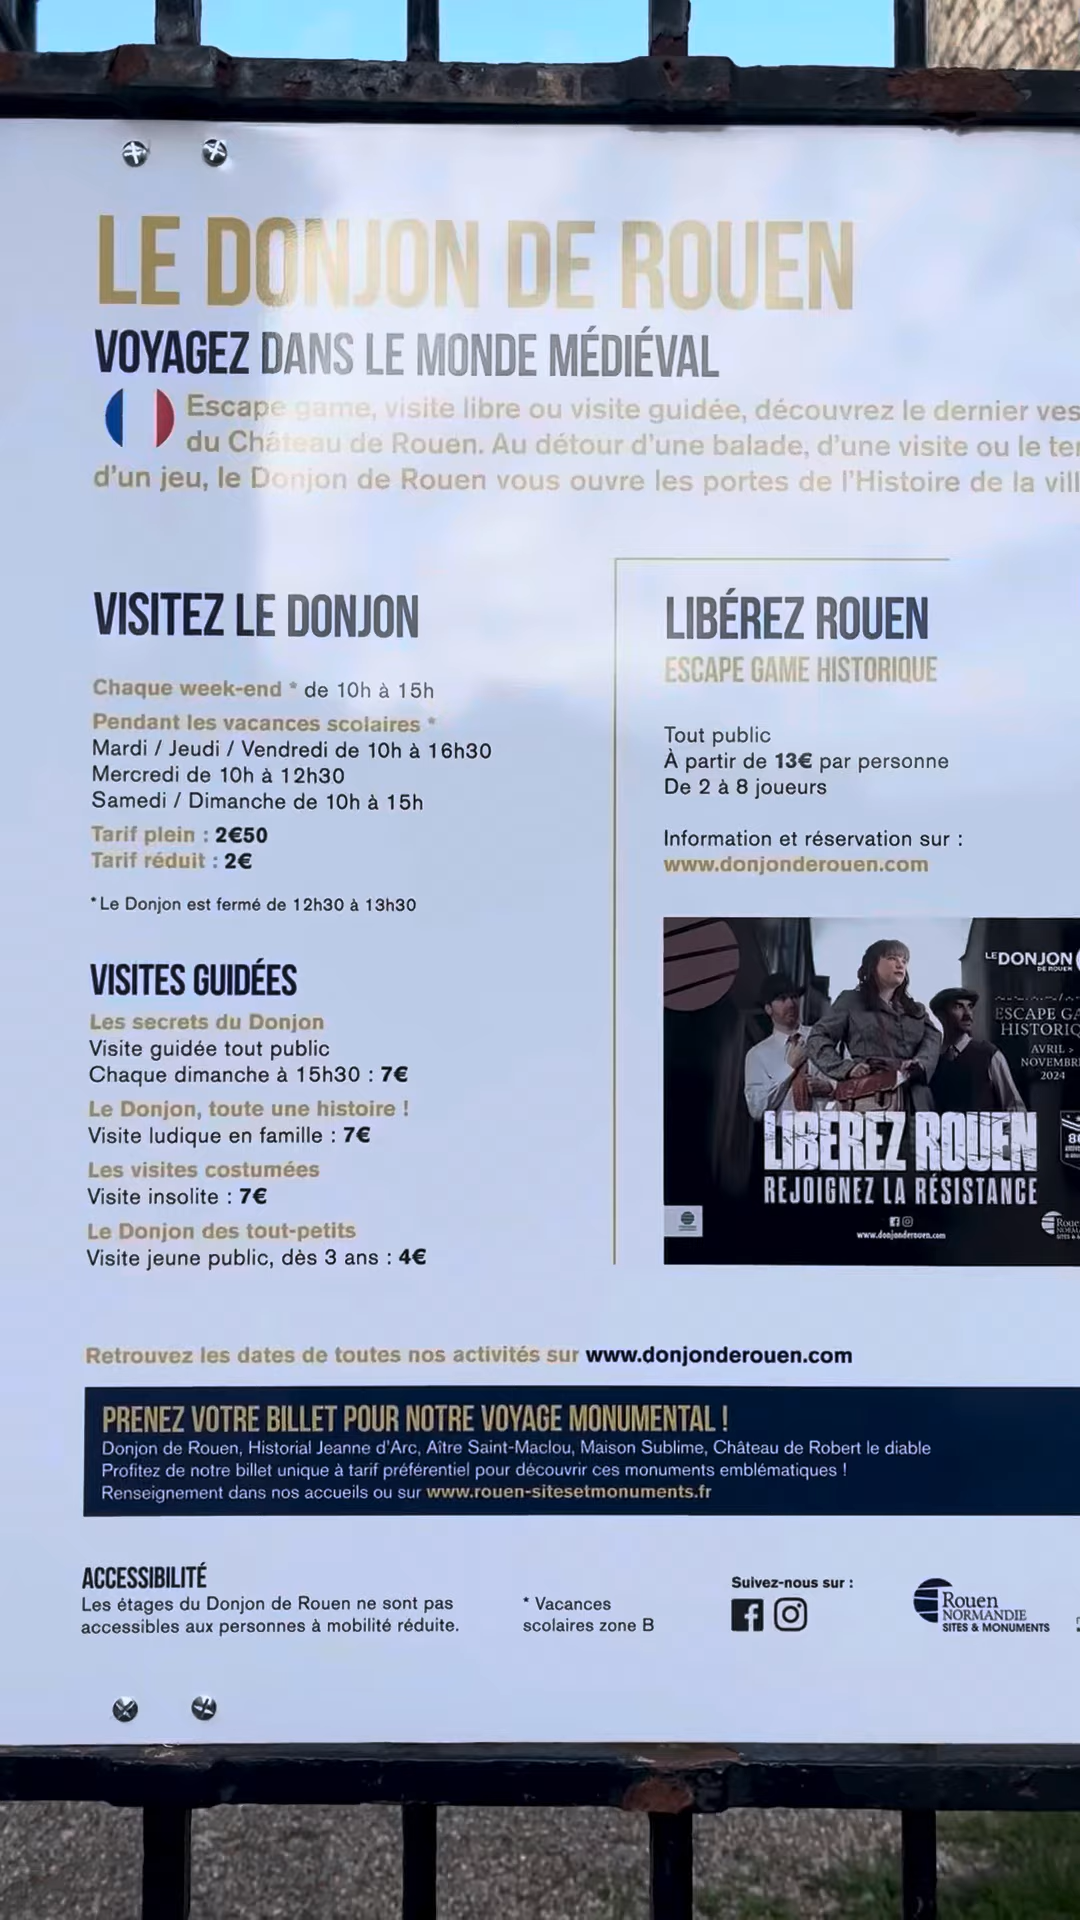 LE DONJON DE ROUEN
VOYAGEZ DANS LE MONDE MÉDIÉVAL
Escape game, visite libre ou visite guidée, découvrez le dernier
du Château de Rouen. Au détour d'une balade, d'une visite ou le
d'un jeu, le Donjon de Rouen vous ouvre les portes de l'Histoire de la
VISITEZ LE DONJON
Chaque week-end * de 10h à 15h
Pendant les vacances scolaires *
Mardi / Jeudi / Vendredi de 10h à 16h30
Mercredi de 10h à 12h30
Samedi / Dimanche de 10h à 15h
Tarif plein : 2€50
Tarif réduit : 2€
* Le Donjon est fermé de 12h30 à 13h30
VISITES GUIDÉES
Les secrets du Donjon
Visite guidée tout public
Chaque dimanche à 15h30 : 7€
Le Donjon, toute une histoire !
Visite ludique en famille : 7€
Les visites costumées
Visite insolite : 7€
Le Donjon des tout-petits
Visite jeune public, dès 3 ans : 4€
LIBÉREZ ROUEN
ESCAPE GAME HISTORIQUE
Tout public
À partir de 13€ par personne
De 2 à 8 joueurs
Information et réservation sur :
www.donjonderouen.com
LE DONJON
DE ROUEN
ESCAPE
AVRIL >
2024
LIBÉREZ ROUEN
REJOIGNEZ LA RÉSISTANCE
www.donjonderouen.com
Retrouvez les dates de toutes nos activités sur www.donjonderouen.com
PRENEZ VOTRE BILLET POUR NOTRE VOYAGE MONUMENTAL !
Donjon de Rouen, Historial Jeanne d'Arc, Aître Saint-Maclou, Maison Sublime, Château de Robert le diable
Profitez de notre billet unique à tarif préférentiel pour découvrir ces monuments emblématiques !
Renseignement dans nos accueils ou sur www.rouen-sitesetmonuments.fr
ACCESSIBILITÉ
Les étages du Donjon de Rouen ne sont pas
accessibles aux personnes à mobilité réduite.
* Vacances
scolaires zone B
Suivez-nous sur :
Rouen
NORMANDIE
SITES & MONUMENTS